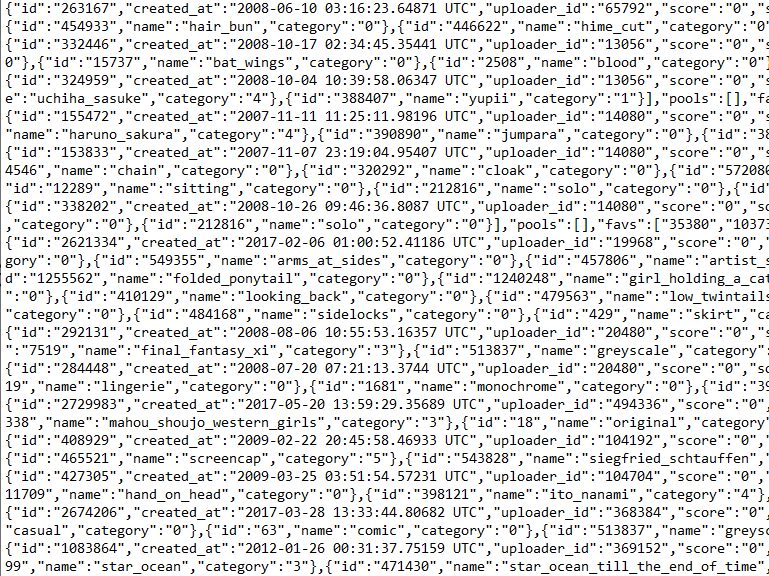 {"id":"263167","created_at":"2008-06-10 03:16:23.64871 UTC","uploader_id":"65792","score":"0","s
{"id":"454933","name":"hair_bun","category":"0"},{"id":"446622","name":"hime_cut","category":"0"
{"id":"332446","created_at":"2008-10-17 02:34:45.35441 UTC","uploader_id":"13056","score":"0","s
0"},{"id":"15737","name":"bat_wings","category":"0"},{"id":"2508","name":"blood","category":"0"}
{"id":"324959","created_at":"2008-10-04 10:39:58.06347 UTC","uploader_id":"13056","score":"0","s
e":"uchiha_sasuke","category":"4"},{"id":"388407","name":"yupii","category":"1"}],"pools":[],"fav
{"id":"155472","created_at":"2007-11-11 11:25:11.98196 UTC","uploader_id":"14080","score":"0","s
"name":"haruno_sakura","category":"4"},{"id":"390890","name":"jumpara","category":"0"},{"id":"38
{"id":"153833","created_at":"2007-11-07 23:19:04.95407 UTC","uploader_id":"14080","score":"0","s
4546","name":"chain","category":"0"},{"id":"320292","name":"cloak","category":"0"},{"id":"572080
"id":"12289","name":"sitting","category":"0"},{"id":"212816","name":"solo","category":"0"},{"id"
{"id":"338202","created_at":"2008-10-26 09:46:36.8087 UTC","uploader_id":"14080","score":"0","so
,"category":"0"},{"id":"212816","name":"solo","category":"0"}],"pools":[],"favs":["35380","10373
{"id":"2621334","created_at":"2017-02-06 01:00:52.41186 UTC","uploader_id":"19968","score":"0",
gory":"0"},{"id":"549355","name":"arms_at_sides","category":"0"},{"id":"457806","name":"artist_s
d":"1255562","name":"folded_ponytail","category":"0"},{"id":"1240248","name":"girl_holding_a_cat
:"0"},{"id":"410129","name":"looking_back","category":"0"},{"id":"479563","name":"low_twintails
"category":"0"},{"id":"484168","name":"sidelocks","category":"0"},{"id":"429","name":"skirt","ca
{"id":"292131","created_at":"2008-08-06 10:55:53.16357 UTC","uploader_id":"20480","score":"0","s
":"7519","name":"final_fantasy_xi","category":"3"},{"id":"513837","name":"greyscale","category":
{"id":"284448","created_at":"2008-07-20 07:21:13.3744 UTC","uploader_id":"20480","score":"0","so
19","name":"lingerie","category":"0"},{"id":"1681","name":"monochrome","category":"0"},{"id":"39
{"id":"2729983","created_at":"2017-05-20 13:59:29.35689 UTC","uploader_id":"494336","score":"0",
338","name":"mahou_shoujo_western_girls","category":"3"},{"id":"18","name":"original","category"
{"id":"408929","created_at":"2009-02-22 20:45:58.46933 UTC","uploader_id":"104192","score":"0","
{"id":"465521","name":"screencap","category":"5"},{"id":"543828","name":"siegfried_schtauffen","
{"id":"427305","created_at":"2009-03-25 03:51:54.57231 UTC","uploader_id":"104704","score":"0","
11709","name":"hand_on_head","category":"0"},{"id":"398121","name":"ito_nanami","category":"4"},
{"id":"2674206","created_at":"2017-03-28 13:33:44.80682 UTC","uploader_id":"368384","score":"0",
"casual","category":"0"},{"id":"63","name":"comic","category":"0"},{"id":"513837","name":"greysc
{"id":"1083864","created_at":"2012-01-26 00:31:37.75159 UTC","uploader_id":"369152","score":"0",
99","name":"star_ocean","category":"3"},{"id":"471430","name":"star_ocean_till_the_end_of_time",